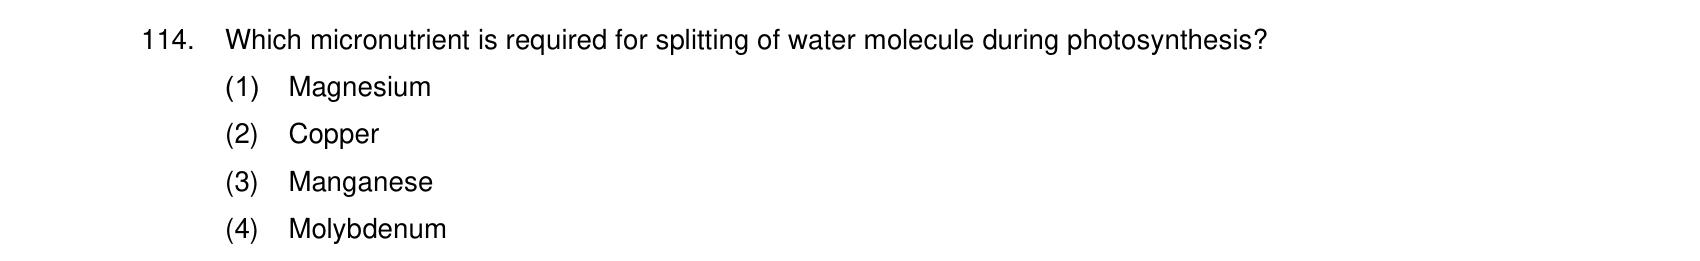 114. Which micronutrient is required for splitting of water molecule during photosynthesis?
(1) Magnesium
(2) Copper
(3) Manganese
(4) Molybdenum